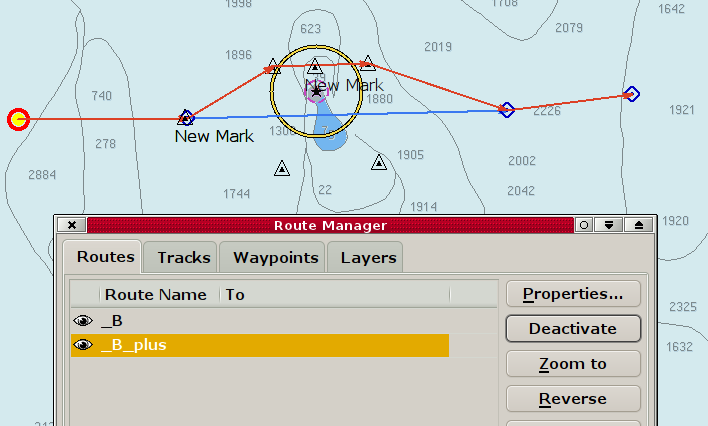 1998
1708
1642
623
2079
1896
2019
New Mark
740
1880
2226
1921
1300
New Mark
278
1905
2002
2884
1744
22
2042
1914
1920
Route Manager
Routes Tracks Waypoints Layers
Route Name To
Properties...
_B
Deactivate
_B_plus
Zoom to
Reverse
2325
1632